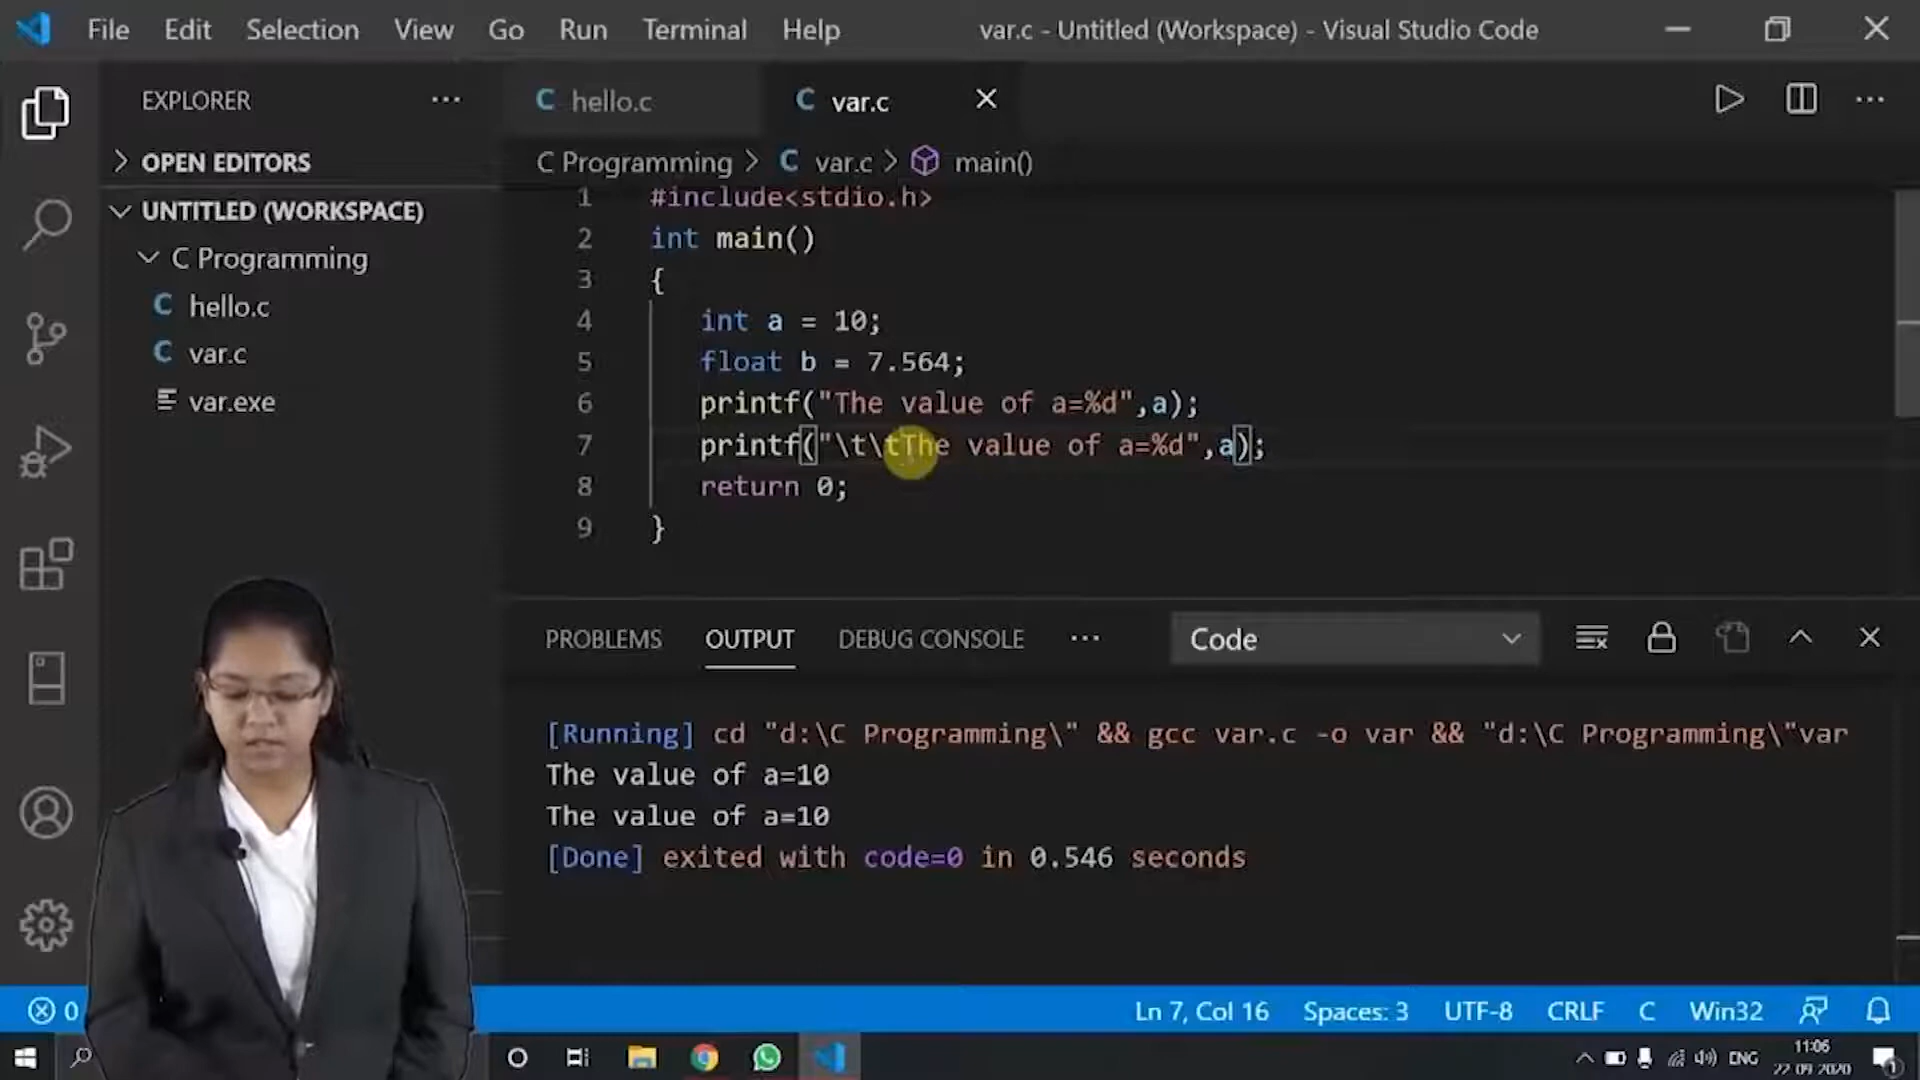 File Edit Selection View Go Run Terminal Help var.c - Untitled (Workspace) - Visual Studio Code
EXPLORER
hello.c
var.c
OPEN EDITORS
C Programming > C var.c > main()
UNTITLED (WORKSPACE)
C Programming
C hello.c
C var.c
var.exe
1 #include<stdio.h>
2 int main()
3 {
4 int a = 10;
5 float b = 7.564;
6 printf("The value of a=%d",a);
7 printf("\t\tThe value of a=%d",a);
8 return 0;
9 }
PROBLEMS OUTPUT DEBUG CONSOLE ··· Code
[Running] cd "d:\C Programming\" && gcc var.c -o var && "d:\C Programming\"var
The value of a=10
The value of a=10
[Done] exited with code=0 in 0.546 seconds
0 Ln 7, Col 16 Spaces: 3 UTF-8 CRLF C Win32
ENG
11:06
22-09-2020